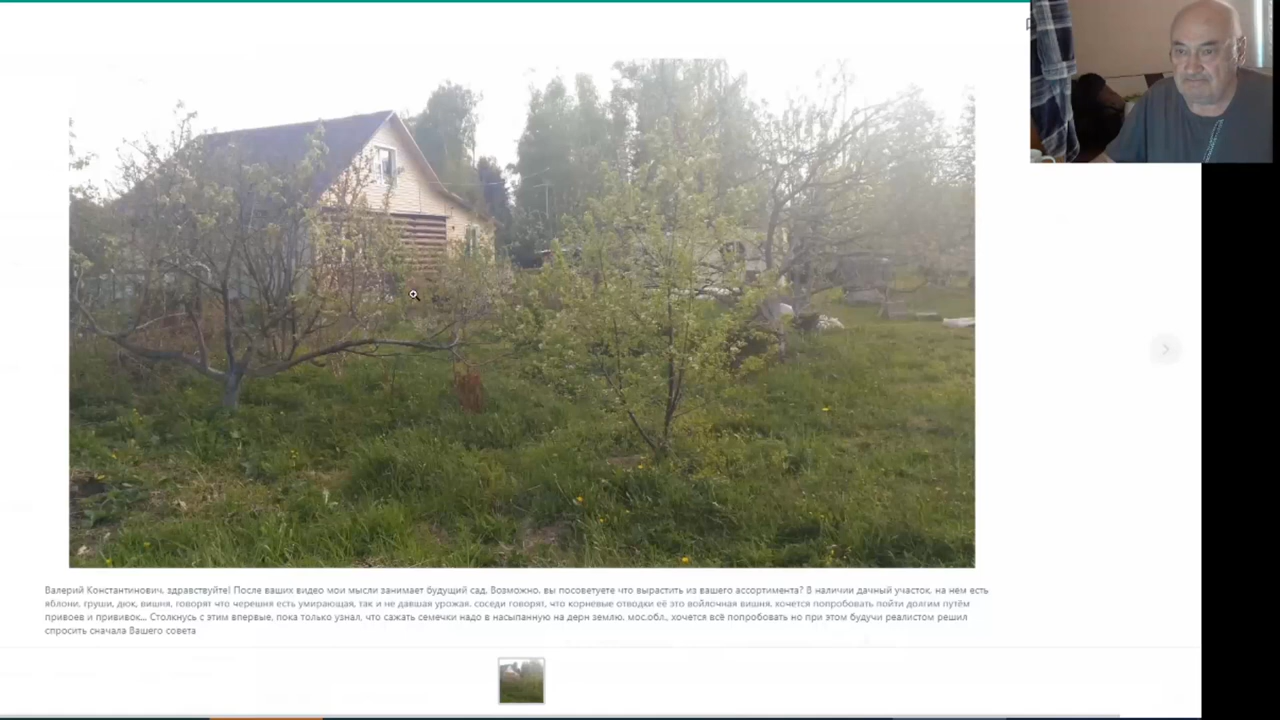 Валерий Константинович, здравствуйте! После ваших видео мои мысли занимает будущий сад. Возможно, вы посоветуете что вырастить из вашего ассортимента? В наличии дачный участок, на нем есть
яблони, груши, дюк, вишня, говорят что черешня есть умирающая, так и не давшая урожая, соседи говорят, что корневые отводки её это войлочная вишня, хочется попробовать пойти долгим путём
привоев и прививок... Столкнусь с этим впервые, пока только узнал, что сажать семечки надо в насыпанную на дерн землю, мос.обл., хочется всё попробовать но при этом будучи реалистом решил
спросить сначала Вашего совета